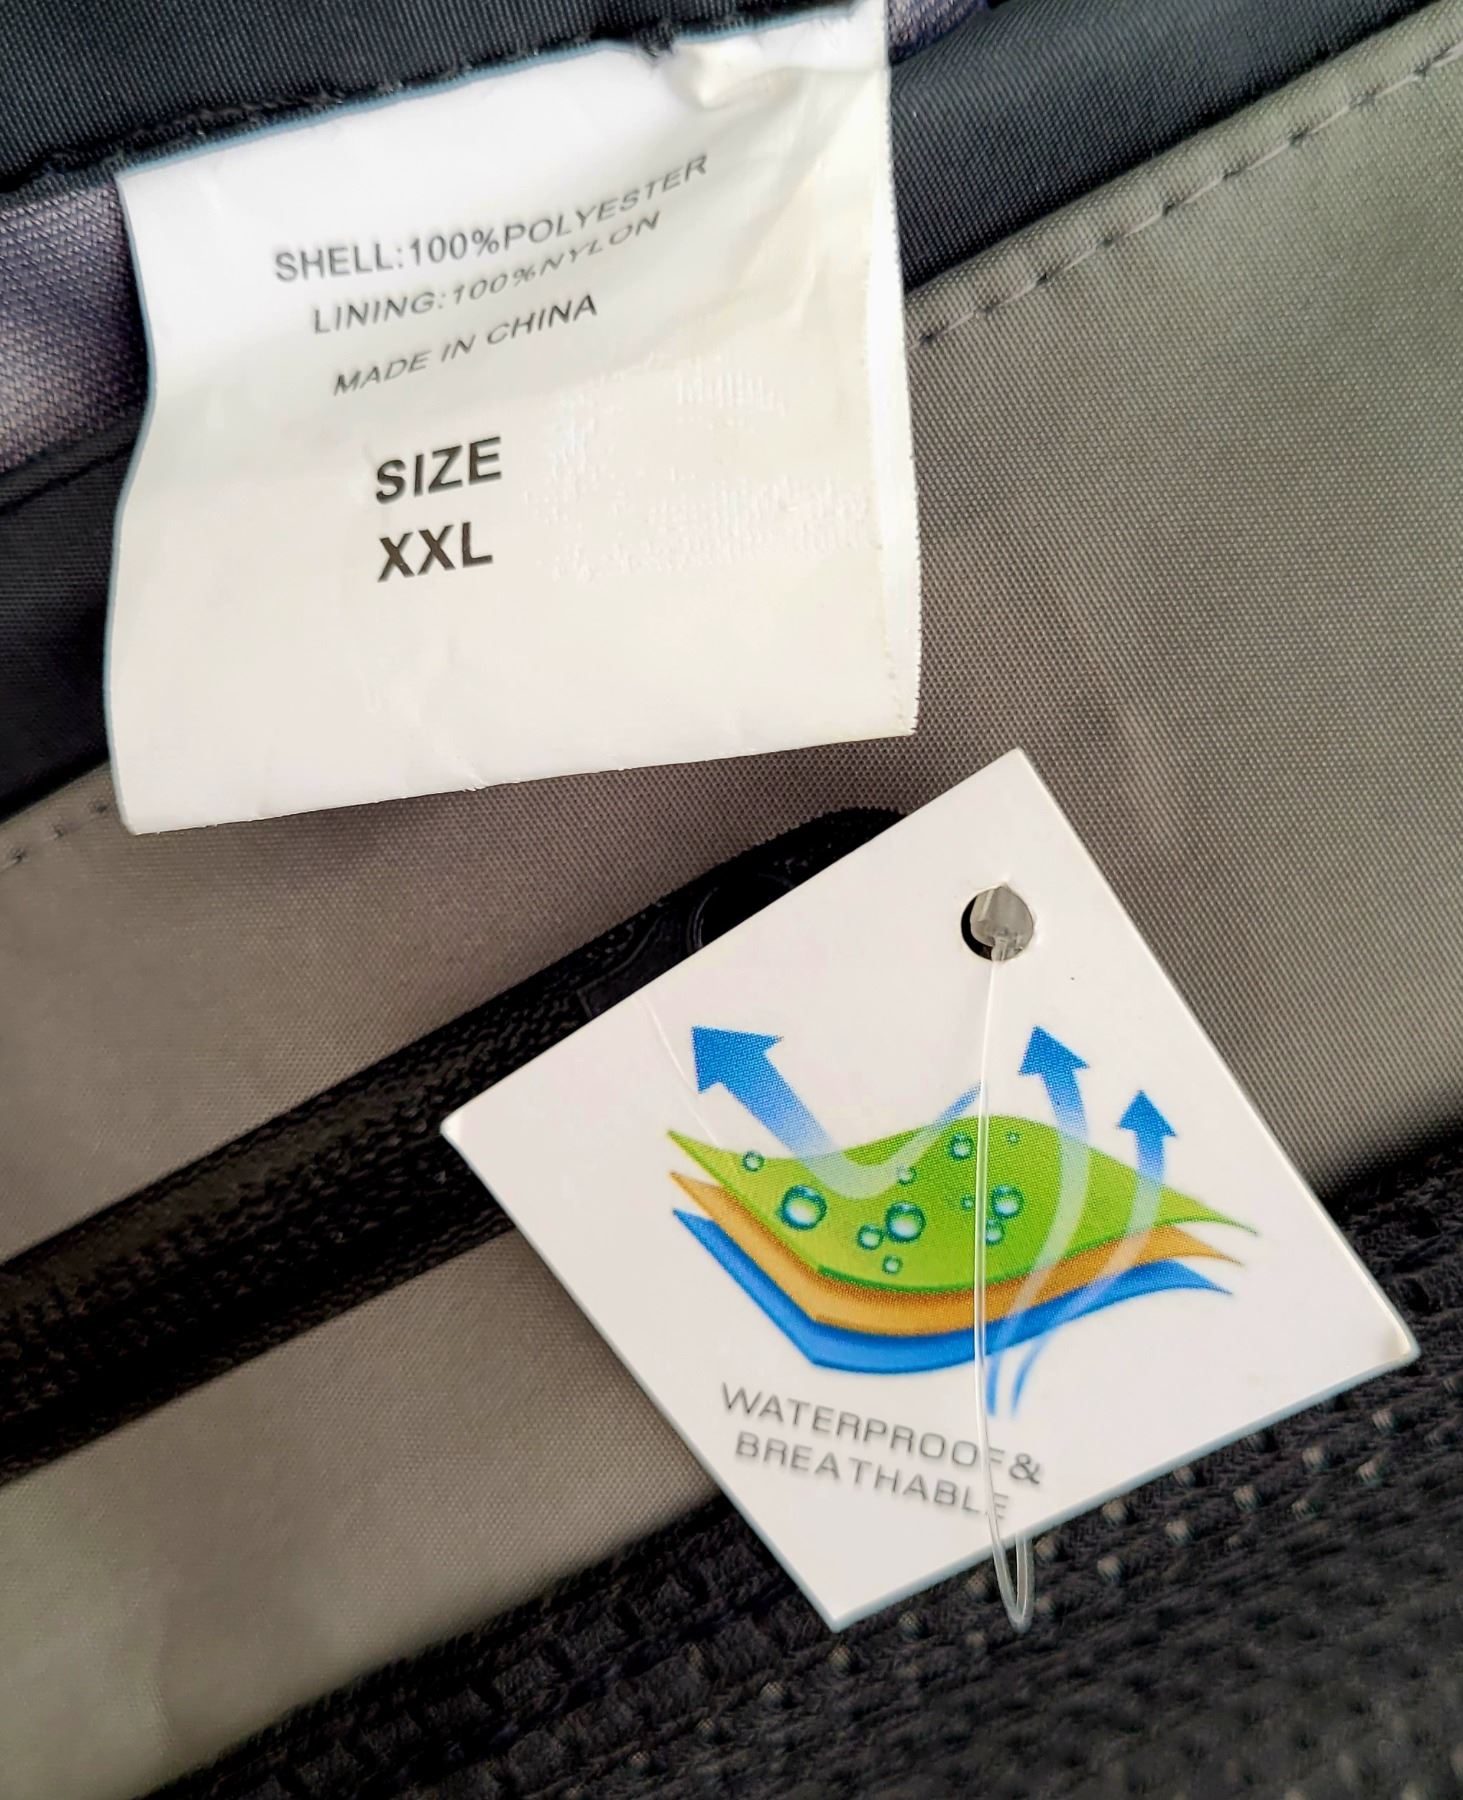 SHELL:100%POLYESTER
LINING:100%NYLON
MADE IN CHINA
SIZE
XXL
WATERPROOF&
BREATHABLE